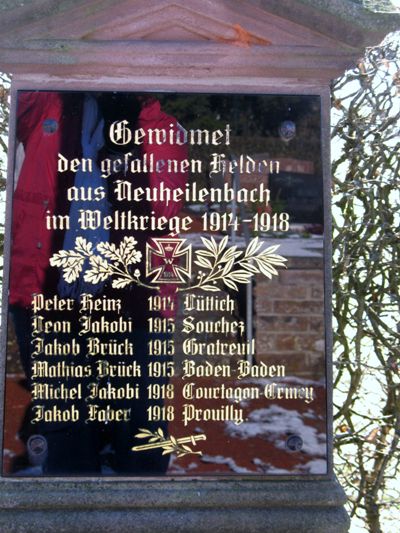 Gewidmet
den gefallenen Helden
aus Neuheilenbach
im Weltkriege 1914-1918
W
Peter Heinz 1914 Lüttich
Leon Jakobi 1915 Souchez
Jakob Brück 1915 Gratreuil
Mathias Brück 1915 Baden Baden
Michel Jakobi 1918 Courtagon-Ermey
Jakob Faber 1918 Prouilly